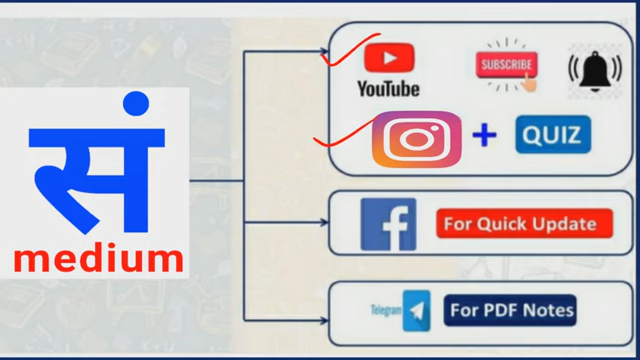 सं
medium
YouTube
SUBSCRIBE
+ QUIZ
For Quick Update
Telegram
For PDF Notes